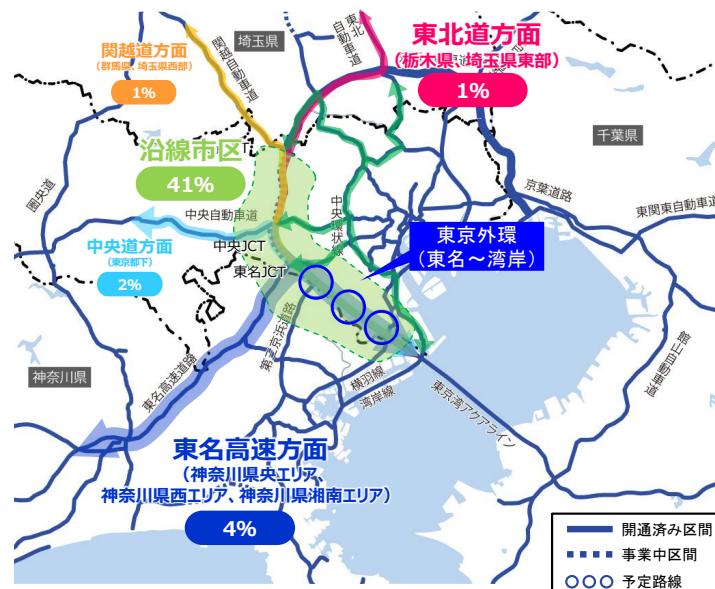 関越道方面
(群馬県、埼玉県西部)
1%
埼玉県
関越自動車道
東北自動車道
東北道方面
(栃木県、埼玉県東部)
1%
千葉県
沿線市区
41%
圏央道
中央自動車道
中央環状線
京葉道路
東関東自動車道
中央道方面
(東京都下)
2%
中央JCT
東名JCT
東京外環
(東名～湾岸)
第三京浜道路
神奈川県
東名高速道路
横羽線
湾岸線
東京湾アクアライン
館山自動車道
東名高速方面
(神奈川県央エリア、
神奈川県西エリア、神奈川県湘南エリア)
4%
開通済み区間
事業中区間
予定路線